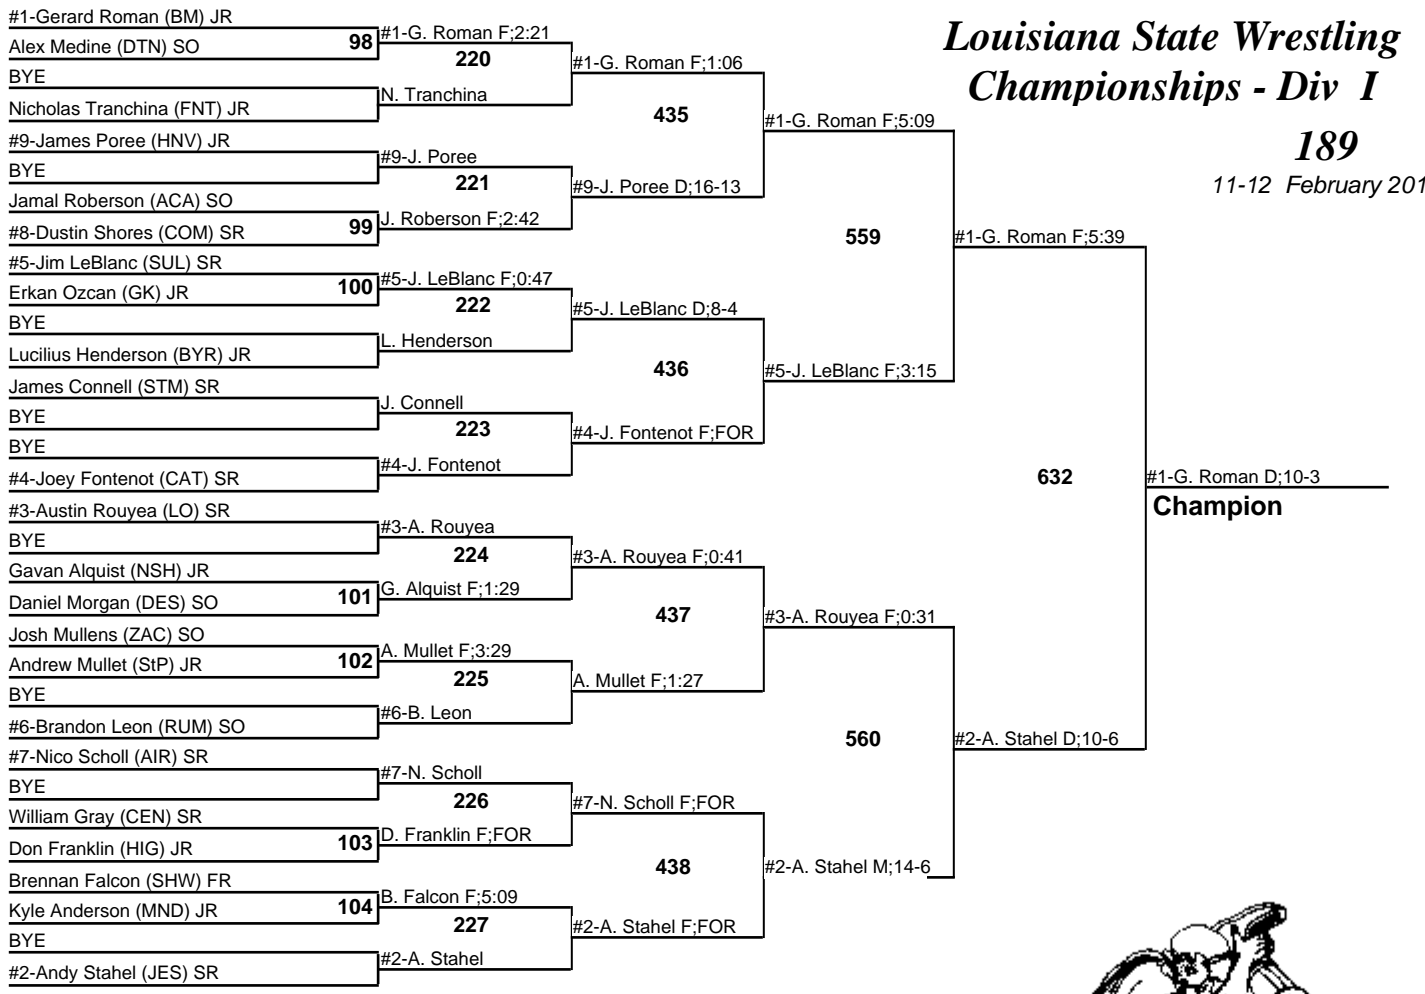 Louisiana State Wrestling
Championships - Div I
189
11-12 February 201
#1-Gerard Roman (BM) JR
Alex Medine (DTN) SO
BYE
Nicholas Tranchina (FNT) JR
#9-James Poree (HNV) JR
BYE
Jamal Roberson (ACA) SO
#8-Dustin Shores (COM) SR
#5-Jim LeBlanc (SUL) SR
Erkan Ozcan (GK) JR
BYE
Lucilius Henderson (BYR) JR
James Connell (STM) SR
BYE
BYE
#4-Joey Fontenot (CAT) SR
#3-Austin Rouyea (LO) SR
BYE
Gavan Alquist (NSH) JR
Daniel Morgan (DES) SO
Josh Mullens (ZAC) SO
Andrew Mullet (StP) JR
BYE
#6-Brandon Leon (RUM) SO
#7-Nico Scholl (AIR) SR
BYE
William Gray (CEN) SR
Don Franklin (HIG) JR
Brennan Falcon (SHW) FR
Kyle Anderson (MND) JR
BYE
#2-Andy Stahel (JES) SR
98
99
100
101
102
103
104
#1-G. Roman F;2:21
220
N. Tranchina
#9-J. Poree
221
J. Roberson F;2:42
#5-J. LeBlanc F;0:47
222
L. Henderson
J. Connell
223
#4-J. Fontenot
#3-A. Rouyea
224
G. Alquist F;1:29
A. Mullet F;3:29
225
#6-B. Leon
#7-N. Scholl
226
D. Franklin F;FOR
B. Falcon F;5:09
227
#2-A. Stahel
#1-G. Roman F;1:06
435
#9-J. Poree D;16-13
#5-J. LeBlanc D;8-4
436
#4-J. Fontenot F;FOR
#3-A. Rouyea F;0:41
437
A. Mullet F;1:27
#7-N. Scholl F;FOR
438
#2-A. Stahel F;FOR
#1-G. Roman F;5:09
559
#5-J. LeBlanc F;3:15
#3-A. Rouyea F;0:31
560
#2-A. Stahel M;14-6
#1-G. Roman F;5:39
632
#2-A. Stahel D;10-6
#1-G. Roman D;10-3
Champion